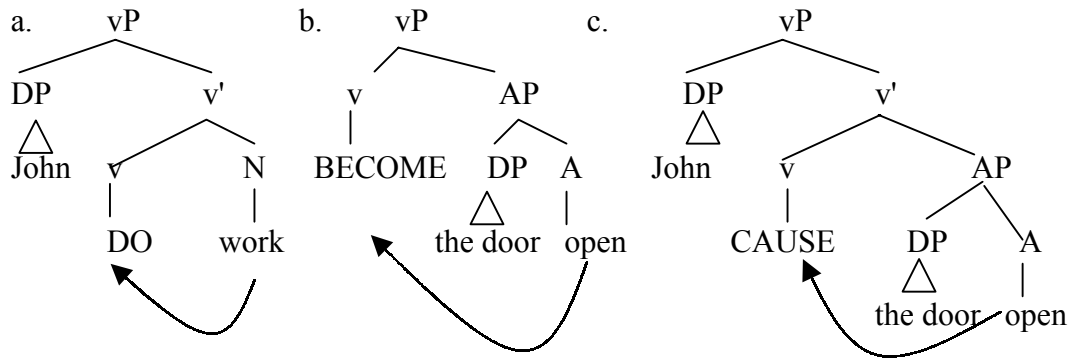 a. vP b. vP c. vP
DP v' v AP DP v'
John v N BECOME DP A John v AP
DO work the door open CAUSE DP A
the door open